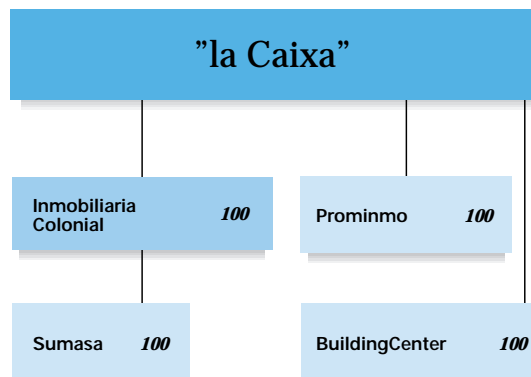 ”la Caixa”
Inmobiliaria
Colonial 100
Prominmo 100
Sumasa 100
BuildingCenter 100